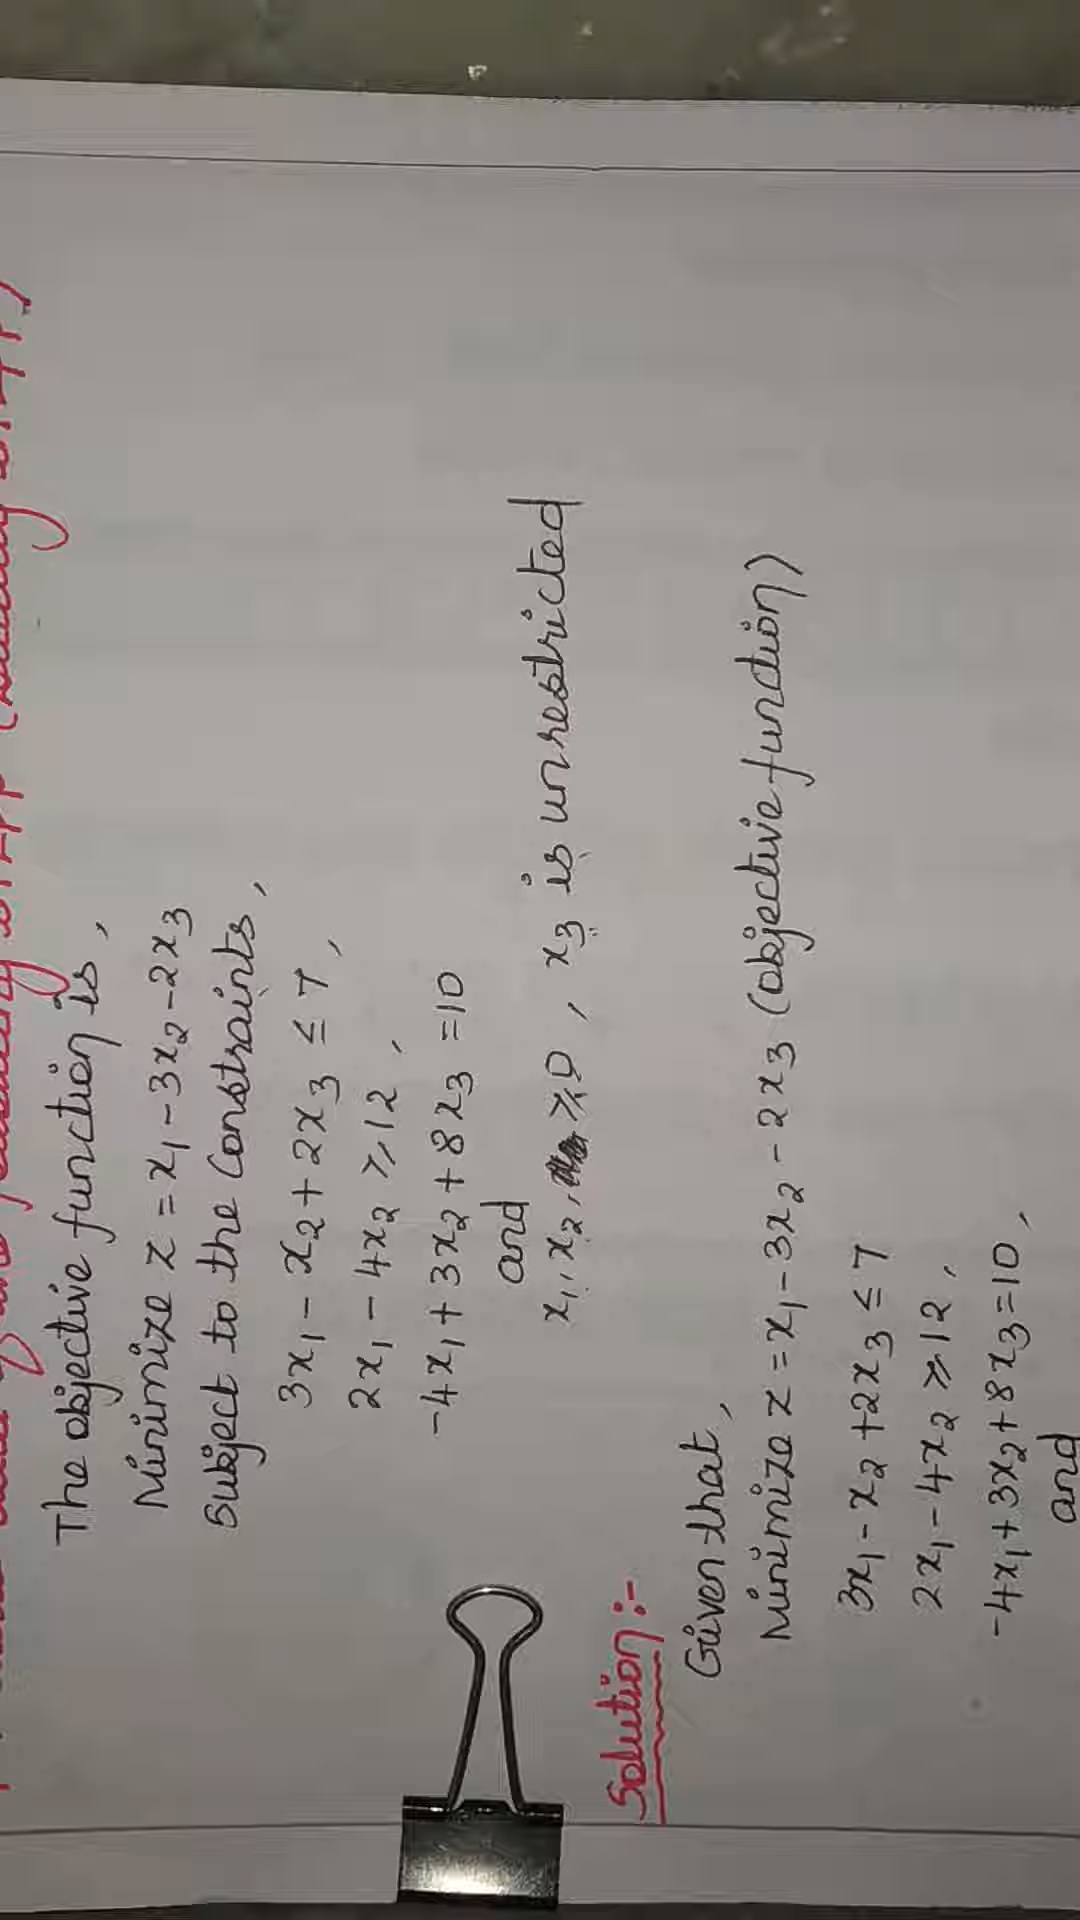 The objective function is,
Minimize z = x₁ - 3x₂ - 2x₃
Subject to the Constraints,
3x₁ - x₂ + 2x₃ ≤ 7,
2x₁ - 4x₂ ≥ 12,
-4x₁ + 3x₂ + 8x₃ = 10
and
x₁, x₂, ≥ 0, x₃ is unrestricted
Solution :-
Given that,
Minimize z = x₁ - 3x₂ - 2x₃ (objective function)
3x₁ - x₂ + 2x₃ ≤ 7
2x₁ - 4x₂ ≥ 12,
-4x₁ + 3x₂ + 8x₃ = 10,
and